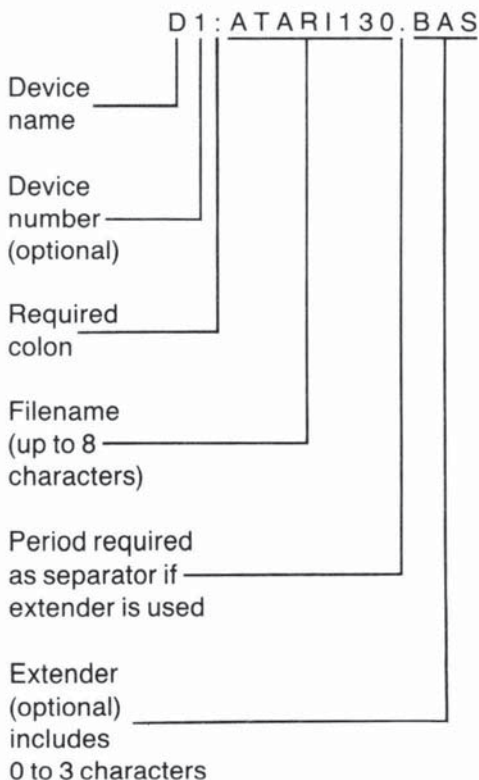 D1:ATARI130.BAS
Device
name
Device
number
(optional)
Required
colon
Filename
(up to 8
characters)
Period required
as separator if
extender is used
Extender
(optional)
includes
0 to 3 characters